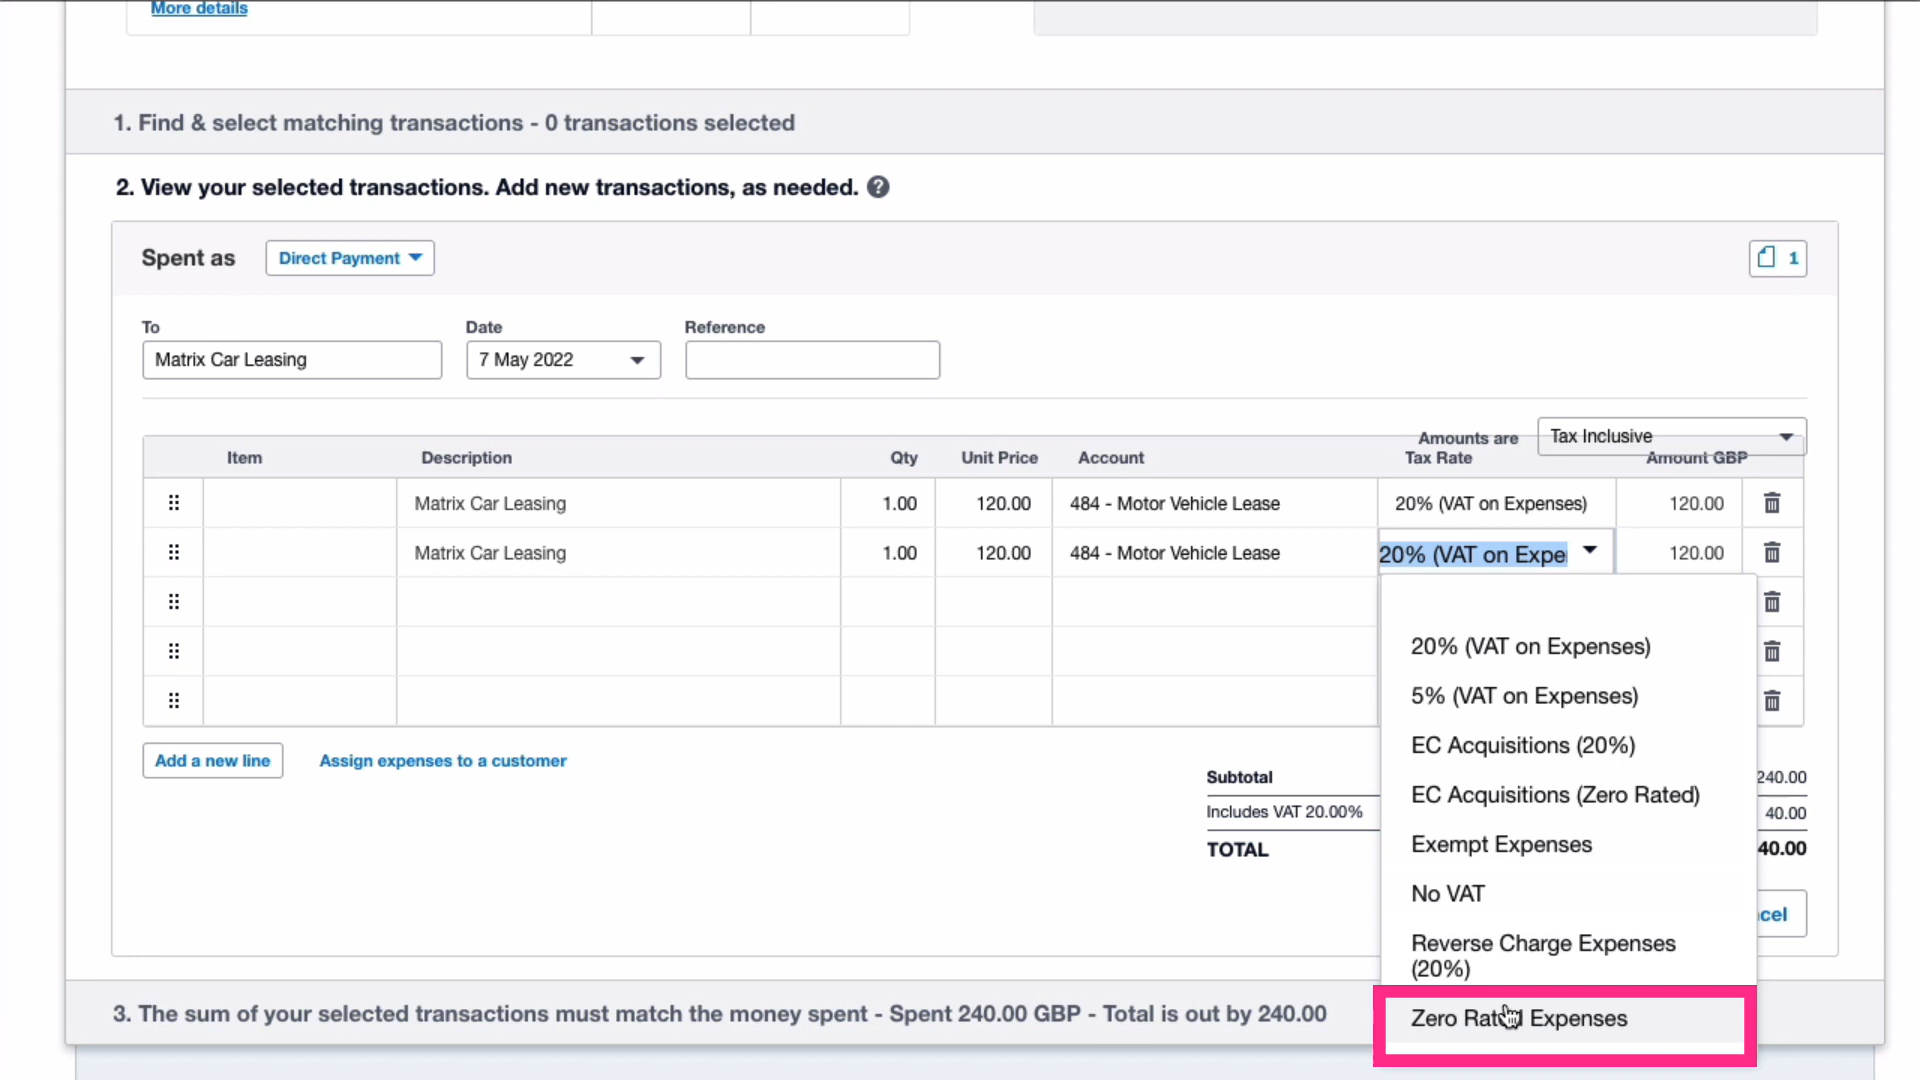 More details
1. Find & select matching transactions - 0 transactions selected
2. View your selected transactions. Add new transactions, as needed. ?
Spent as Direct Payment 1
To Date Reference
Matrix Car Leasing 7 May 2022
Amounts are Tax Inclusive
Item Description Qty Unit Price Account Tax Rate Amount GBP
Matrix Car Leasing 1.00 120.00 484 - Motor Vehicle Lease 20% (VAT on Expenses) 120.00
Matrix Car Leasing 1.00 120.00 484 - Motor Vehicle Lease 20% (VAT on Expe 120.00
20% (VAT on Expenses)
5% (VAT on Expenses)
EC Acquisitions (20%)
EC Acquisitions (Zero Rated)
Exempt Expenses
No VAT
Reverse Charge Expenses
(20%)
Zero Rated Expenses
Add a new line Assign expenses to a customer
Subtotal 240.00
Includes VAT 20.00% 40.00
TOTAL 40.00
cel
3. The sum of your selected transactions must match the money spent - Spent 240.00 GBP - Total is out by 240.00